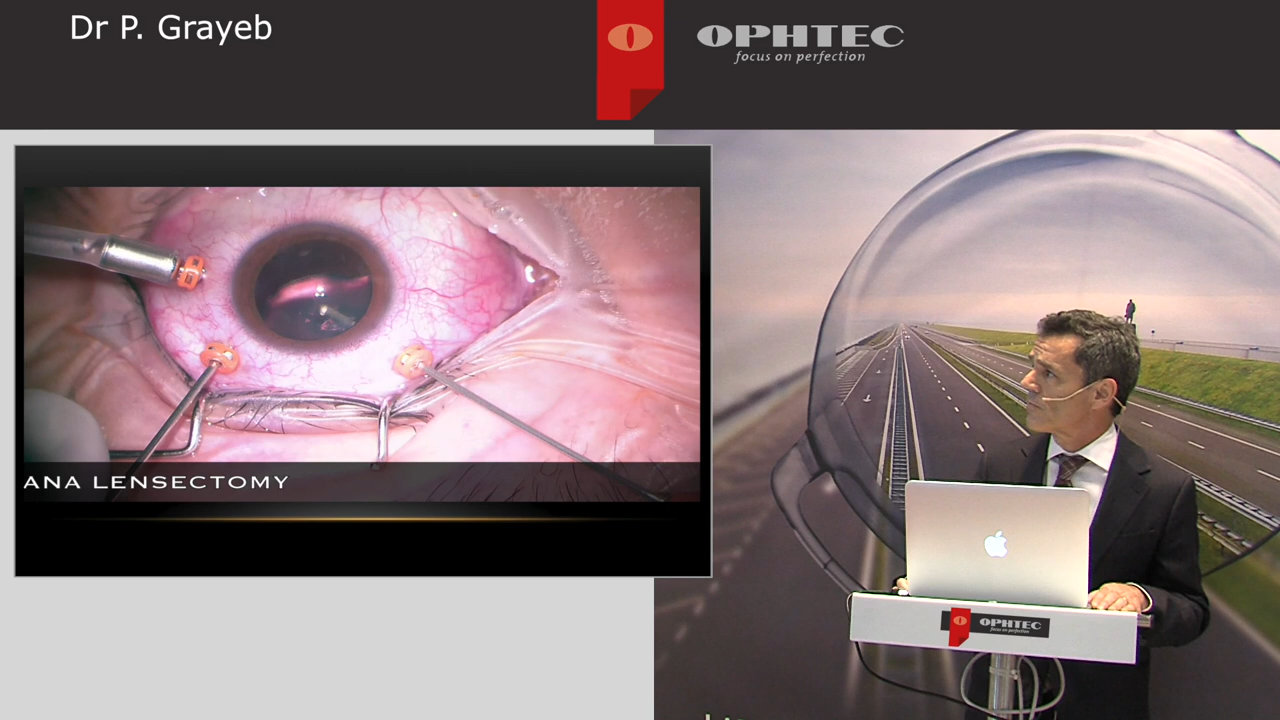 Dr P. Grayeb
OPHTEC
focus on perfection
ANA LENSECTOMY
OPHTEC
focus on perfection